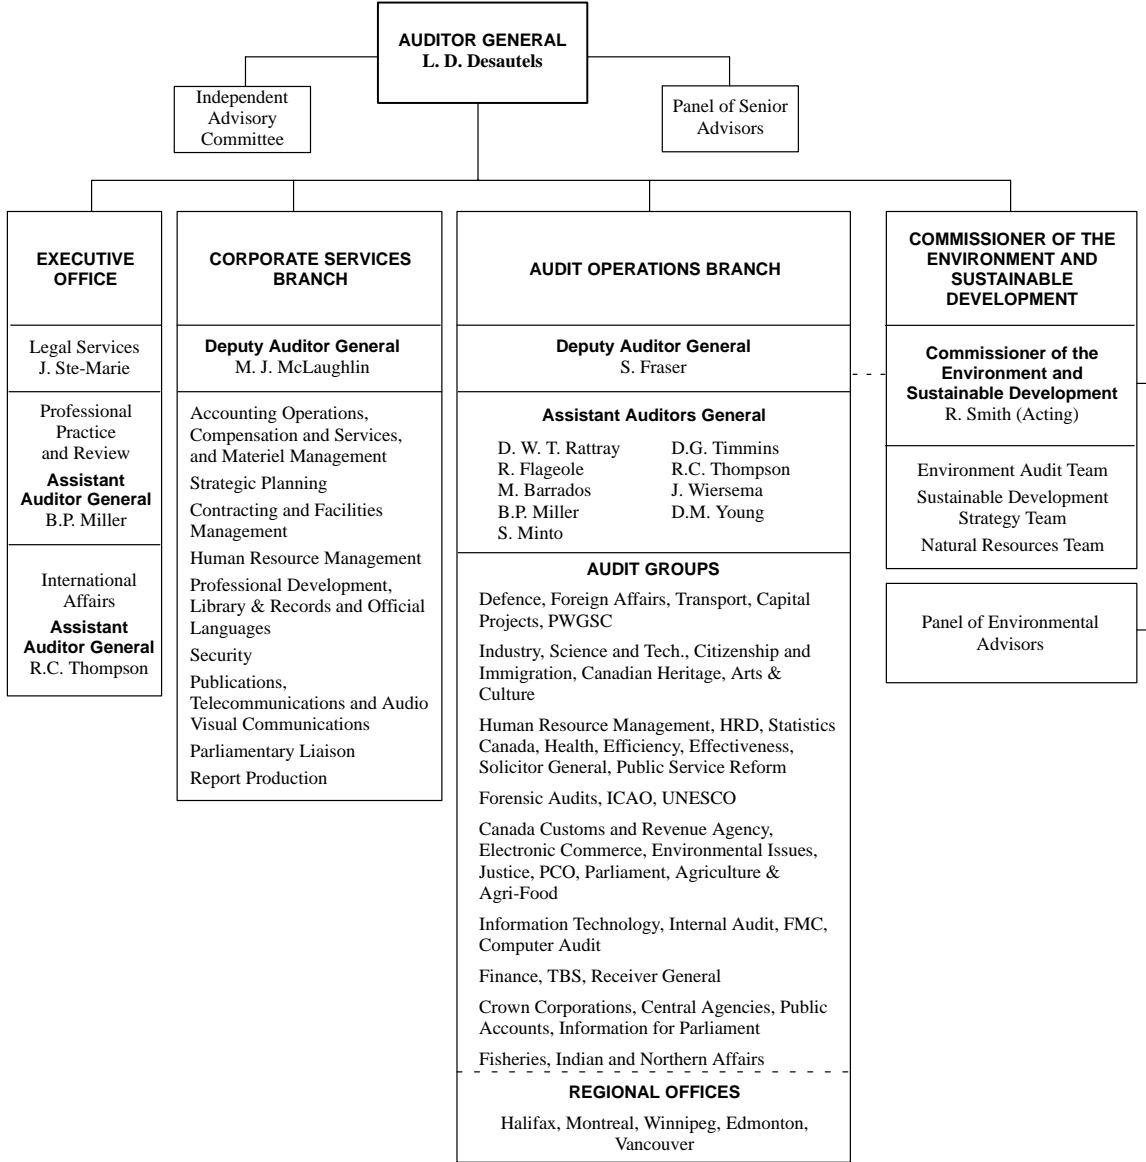 AUDITOR GENERAL
L. D. Desautels
Independent
Advisory
Committee
Panel of Senior
Advisors
EXECUTIVE
OFFICE
Legal Services
J. Ste-Marie
Professional
Practice
and Review
Assistant
Auditor General
B.P. Miller
International
Affairs
Assistant
Auditor General
R.C. Thompson
CORPORATE SERVICES
BRANCH
Deputy Auditor General
M. J. McLaughlin
Accounting Operations,
Compensation and Services,
and Materiel Management
Strategic Planning
Contracting and Facilities
Management
Human Resource Management
Professional Development,
Library & Records and Official
Languages
Security
Publications,
Telecommunications and Audio
Visual Communications
Parliamentary Liaison
Report Production
AUDIT OPERATIONS BRANCH
Deputy Auditor General
S. Fraser
Assistant Auditors General
D. W. T. Rattray
R. Flageole
M. Barrados
B.P. Miller
S. Minto
D.G. Timmins
R.C. Thompson
J. Wiersema
D.M. Young
AUDIT GROUPS
Defence, Foreign Affairs, Transport, Capital
Projects, PWGSC
Industry, Science and Tech., Citizenship and
Immigration, Canadian Heritage, Arts &
Culture
Human Resource Management, HRD, Statistics
Canada, Health, Efficiency, Effectiveness,
Solicitor General, Public Service Reform
Forensic Audits, ICAO, UNESCO
Canada Customs and Revenue Agency,
Electronic Commerce, Environmental Issues,
Justice, PCO, Parliament, Agriculture &
Agri-Food
Information Technology, Internal Audit, FMC,
Computer Audit
Finance, TBS, Receiver General
Crown Corporations, Central Agencies, Public
Accounts, Information for Parliament
Fisheries, Indian and Northern Affairs
REGIONAL OFFICES
Halifax, Montreal, Winnipeg, Edmonton,
Vancouver
COMMISSIONER OF THE
ENVIRONMENT AND
SUSTAINABLE
DEVELOPMENT
Commissioner of the
Environment and
Sustainable Development
R. Smith (Acting)
Environment Audit Team
Sustainable Development
Strategy Team
Natural Resources Team
Panel of Environmental
Advisors